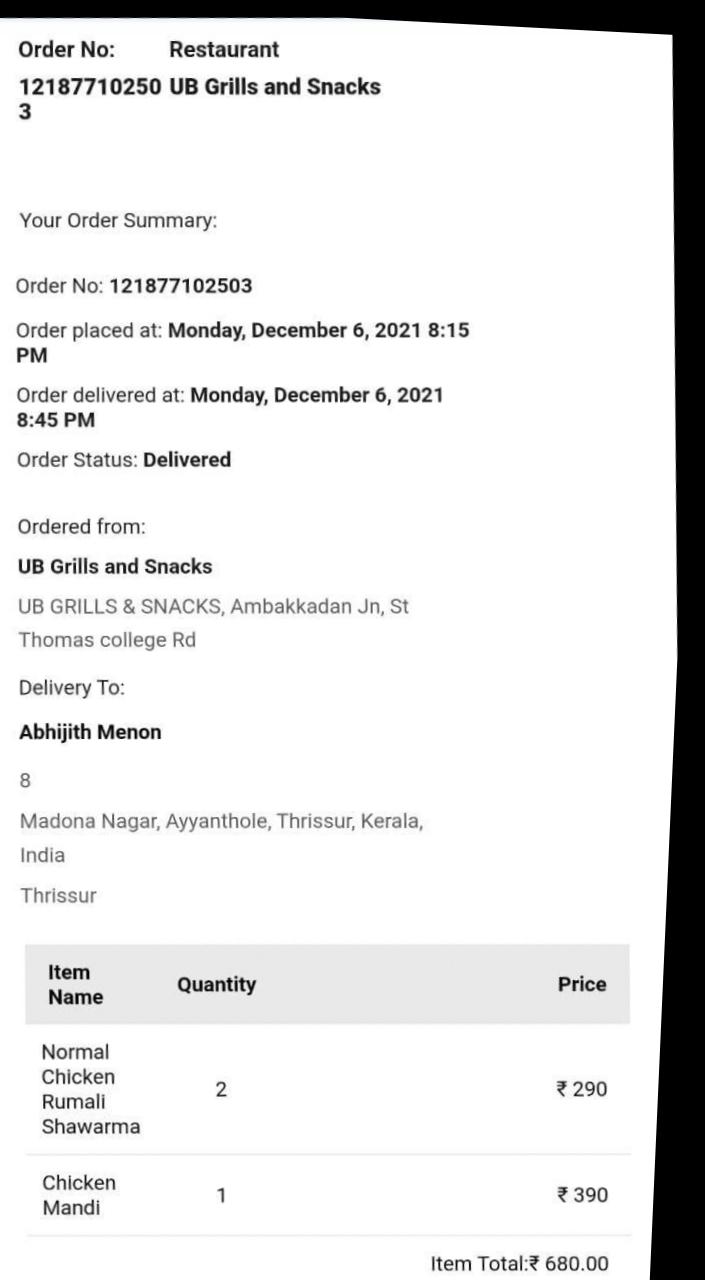 Order No: Restaurant
12187710250 UB Grills and Snacks
3
Your Order Summary:
Order No: 121877102503
Order placed at: Monday, December 6, 2021 8:15
PM
Order delivered at: Monday, December 6, 2021
8:45 PM
Order Status: Delivered
Ordered from:
UB Grills and Snacks
UB GRILLS & SNACKS, Ambakkadan Jn, St
Thomas college Rd
Delivery To:
Abhijith Menon
8
Madona Nagar, Ayyanthole, Thrissur, Kerala,
India
Thrissur
Item
Name
Quantity
Price
Normal
Chicken
Rumali
Shawarma
2
₹ 290
Chicken
Mandi
1
₹ 390
Item Total:₹ 680.00